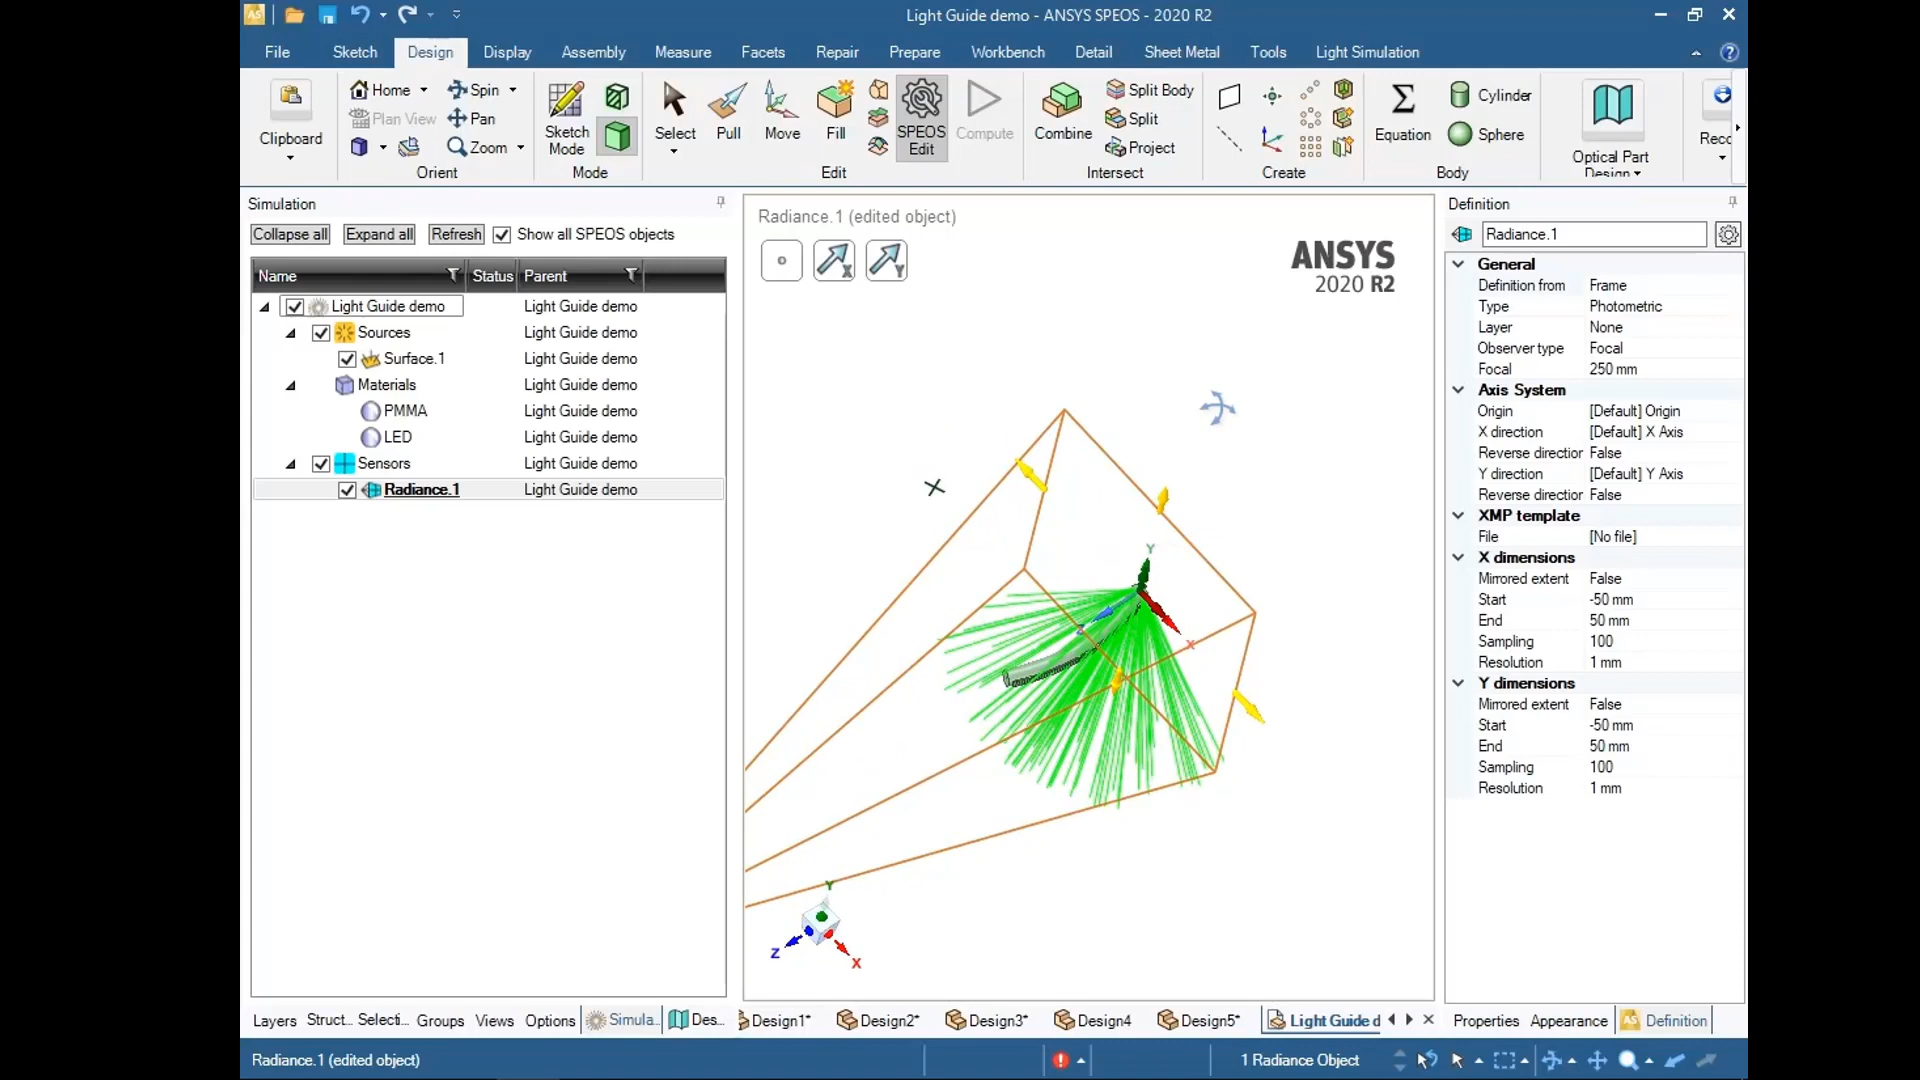 Light Guide demo - ANSYS SPEOS - 2020 R2
File Sketch Design Display Assembly Measure Facets Repair Prepare Workbench Detail Sheet Metal Tools Light Simulation
Clipboard
Home Spin
Plan View Pan
Zoom
Orient
Sketch Mode
Mode
Select Pull Move Fill SPEOS Edit Compute
Edit
Combine Split Body
Split
Project
Intersect
Create
Equation Cylinder
Sphere
Body
Optical Part
Design
Simulation
Collapse all Expand all Refresh Show all SPEOS objects
Name Status Parent
Light Guide demo Light Guide demo
Sources Light Guide demo
Surface.1 Light Guide demo
Materials Light Guide demo
PMMA Light Guide demo
LED Light Guide demo
Sensors Light Guide demo
Radiance.1 Light Guide demo
Radiance.1 (edited object)
X Y
ANSYS
2020 R2
Y
Z X
Y
Z X
Definition
Radiance.1
General
Definition from Frame
Type Photometric
Layer None
Observer type Focal
Focal 250 mm
Axis System
Origin [Default] Origin
X direction [Default] X Axis
Reverse direction False
Y direction [Default] Y Axis
Reverse direction False
XMP template
File [No file]
X dimensions
Mirrored extent False
Start -50 mm
End 50 mm
Sampling 100
Resolution 1 mm
Y dimensions
Mirrored extent False
Start -50 mm
End 50 mm
Sampling 100
Resolution 1 mm
Layers Struct... Selecti... Groups Views Options Simula... Des... Design1* Design2* Design3* Design4 Design5* Light Guide d Properties Appearance AS Definition
Radiance.1 (edited object) 1 Radiance Object